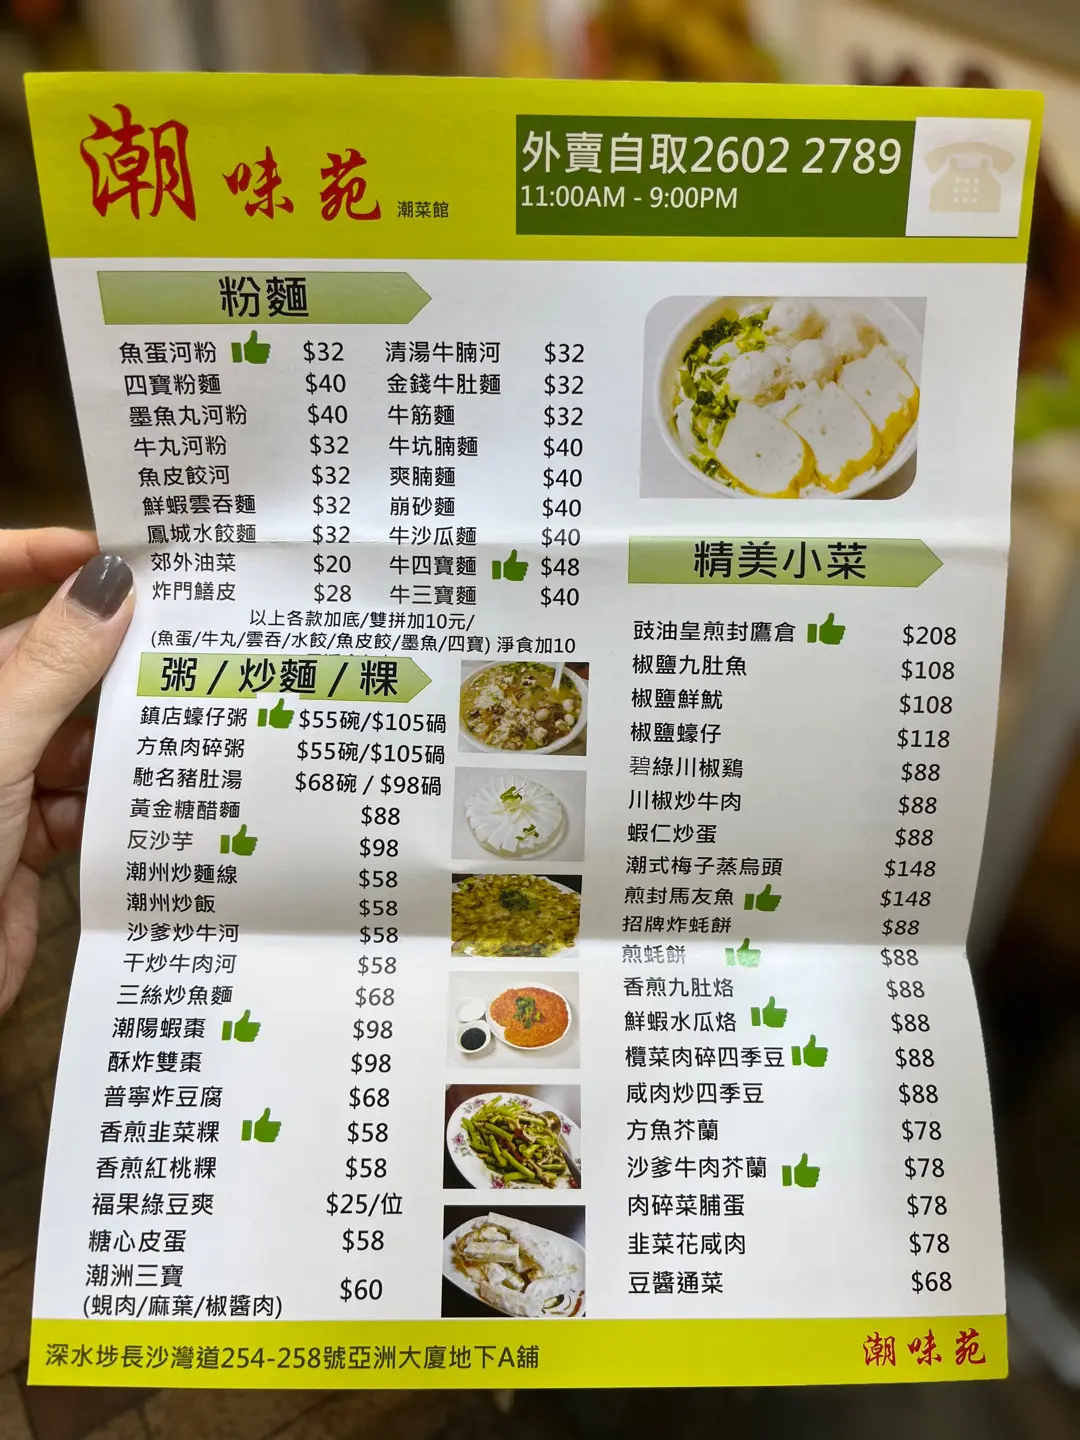 潮味苑 潮菜館
外賣自取2602 2789
11:00AM - 9:00PM
粉麵
魚蛋河粉 $32
四寶粉麵 $40
墨魚丸河粉 $40
牛丸河粉 $32
魚皮餃河 $32
鮮蝦雲吞麵 $32
鳳城水餃麵 $32
郊外油菜 $20
炸門鱔皮 $28
清湯牛腩河 $32
金錢牛肚麵 $32
牛筋麵 $32
牛坑腩麵 $40
爽腩麵 $40
崩砂麵 $40
牛沙瓜麵 $40
牛四寶麵 $48
牛三寶麵 $40
以上各款加底/雙拼加10元/
(魚蛋/牛丸/雲吞/水餃/魚皮餃/墨魚/四寶) 淨食加10
粥 / 炒麵 / 粿
鎮店蠔仔粥 $55碗/$105碢
方魚肉碎粥 $55碗/$105碢
馳名豬肚湯 $68碗 / $98碢
黃金糖醋麵 $88
反沙芋 $98
潮州炒麵線 $58
潮州炒飯 $58
沙爹炒牛河 $58
干炒牛肉河 $58
三絲炒魚麵 $68
潮陽蝦棗 $98
酥炸雙棗 $98
普寧炸豆腐 $68
香煎韭菜粿 $58
香煎紅桃粿 $58
福果綠豆爽 $25/位
糖心皮蛋 $58
潮洲三寶
(蜆肉/麻葉/椒醬肉) $60
精美小菜
豉油皇煎封鷹倉 $208
椒鹽九肚魚 $108
椒鹽鮮魷 $108
椒鹽蠔仔 $118
碧綠川椒鷄 $88
川椒炒牛肉 $88
蝦仁炒蛋 $88
潮式梅子蒸烏頭 $148
煎封馬友魚 $148
招牌炸蚝餅 $88
煎蚝餅 $88
香煎九肚烙 $88
鮮蝦水瓜烙 $88
欖菜肉碎四季豆 $88
咸肉炒四季豆 $88
方魚芥蘭 $78
沙爹牛肉芥蘭 $78
肉碎菜脯蛋 $78
韭菜花咸肉 $78
豆醬通菜 $68
深水埗長沙灣道254-258號亞洲大廈地下A舖
潮味苑